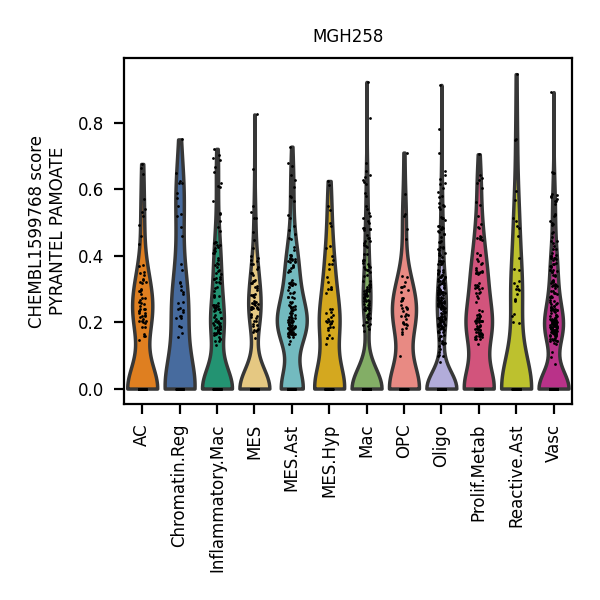 MGH258
CHEMBL1599768 score
PYRANTEL PAMOATE
0.8
0.6
0.4
0.2
0.0
AC
Chromatin.Reg
Inflammatory.Mac
MES
MES.Ast
MES.Hyp
Mac
OPC
Oligo
Prolif.Metab
Reactive.Ast
Vasc